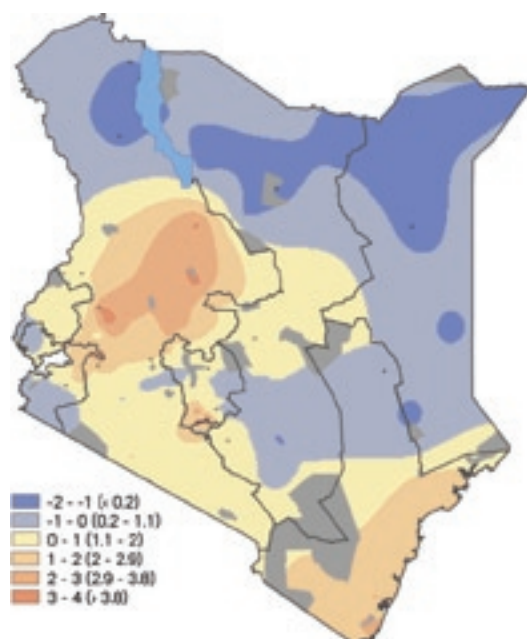 -2 - -1 (< 0.2)
-1 - 0 (0.2 - 1.1)
0 - 1 (1.1 - 2)
1 - 2 (2 - 2.9)
2 - 3 (2.9 - 3.8)
3 - 4 (> 3.8)